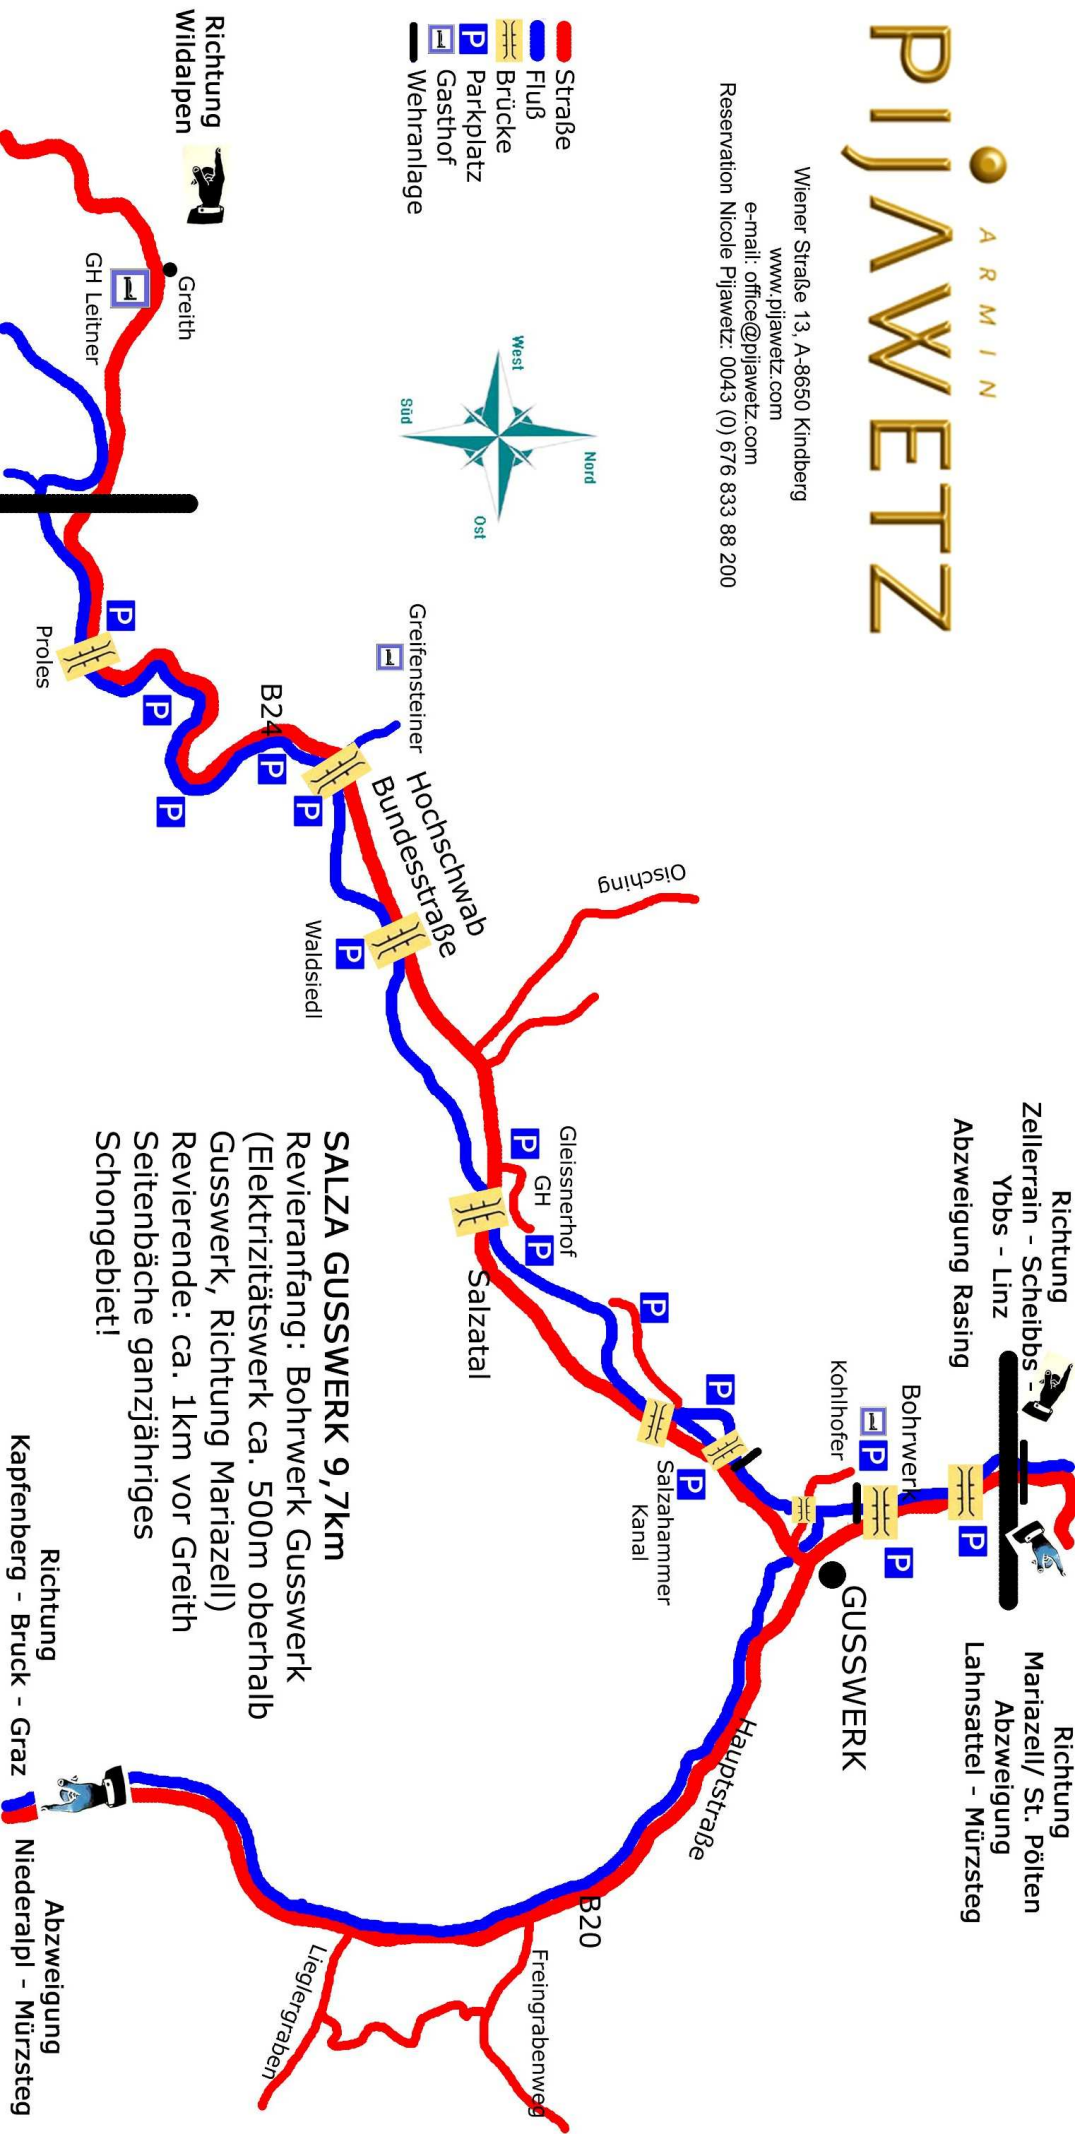 ARMIN
PIJAWETZ
Wiener Straße 13, A-8650 Kindberg
www.pijawetz.com
e-mail: office@pijawetz.com
Reservation Nicole Pijawetz: 0043 (0) 676 833 88 200
Straße
Fluß
Brücke
P Parkplatz
Gasthof
Wehranlage
Nord
West
Ost
Süd
Richtung
Wildalpen
Greith
GH Leitner
Proles
P
P
P
B24
P
P
Greifensteiner
Hochschwab
Bundesstraße
Waldsiedl
P
Oisching
Gleissnerhof
GH
P
P
Salzatal
P
P
P
Salzahammer
Kanal
Kohlhofer
P
Bohrwerk
P
P
GUSSWERK
Richtung
Zellerrain - Scheibbs -
Ybbs - Linz
Abzweigung Rasing
Richtung
Mariazell/ St. Pölten
Abzweigung
Lahnsattel - Mürzsteg
Hauptstraße
B20
Freingrabenweg
Lieglergraben
SALZA GUSSWERK 9,7km
Revieranfang: Bohrwerk Gusswerk
(Elektrizitätswerk ca. 500m oberhalb
Gusswerk, Richtung Mariazell)
Revierende: ca. 1km vor Greith
Seitenbäche ganzjähriges
Schongebiet!
Richtung
Kapfenberg - Bruck - Graz
Abzweigung
Niederalpl - Mürzsteg